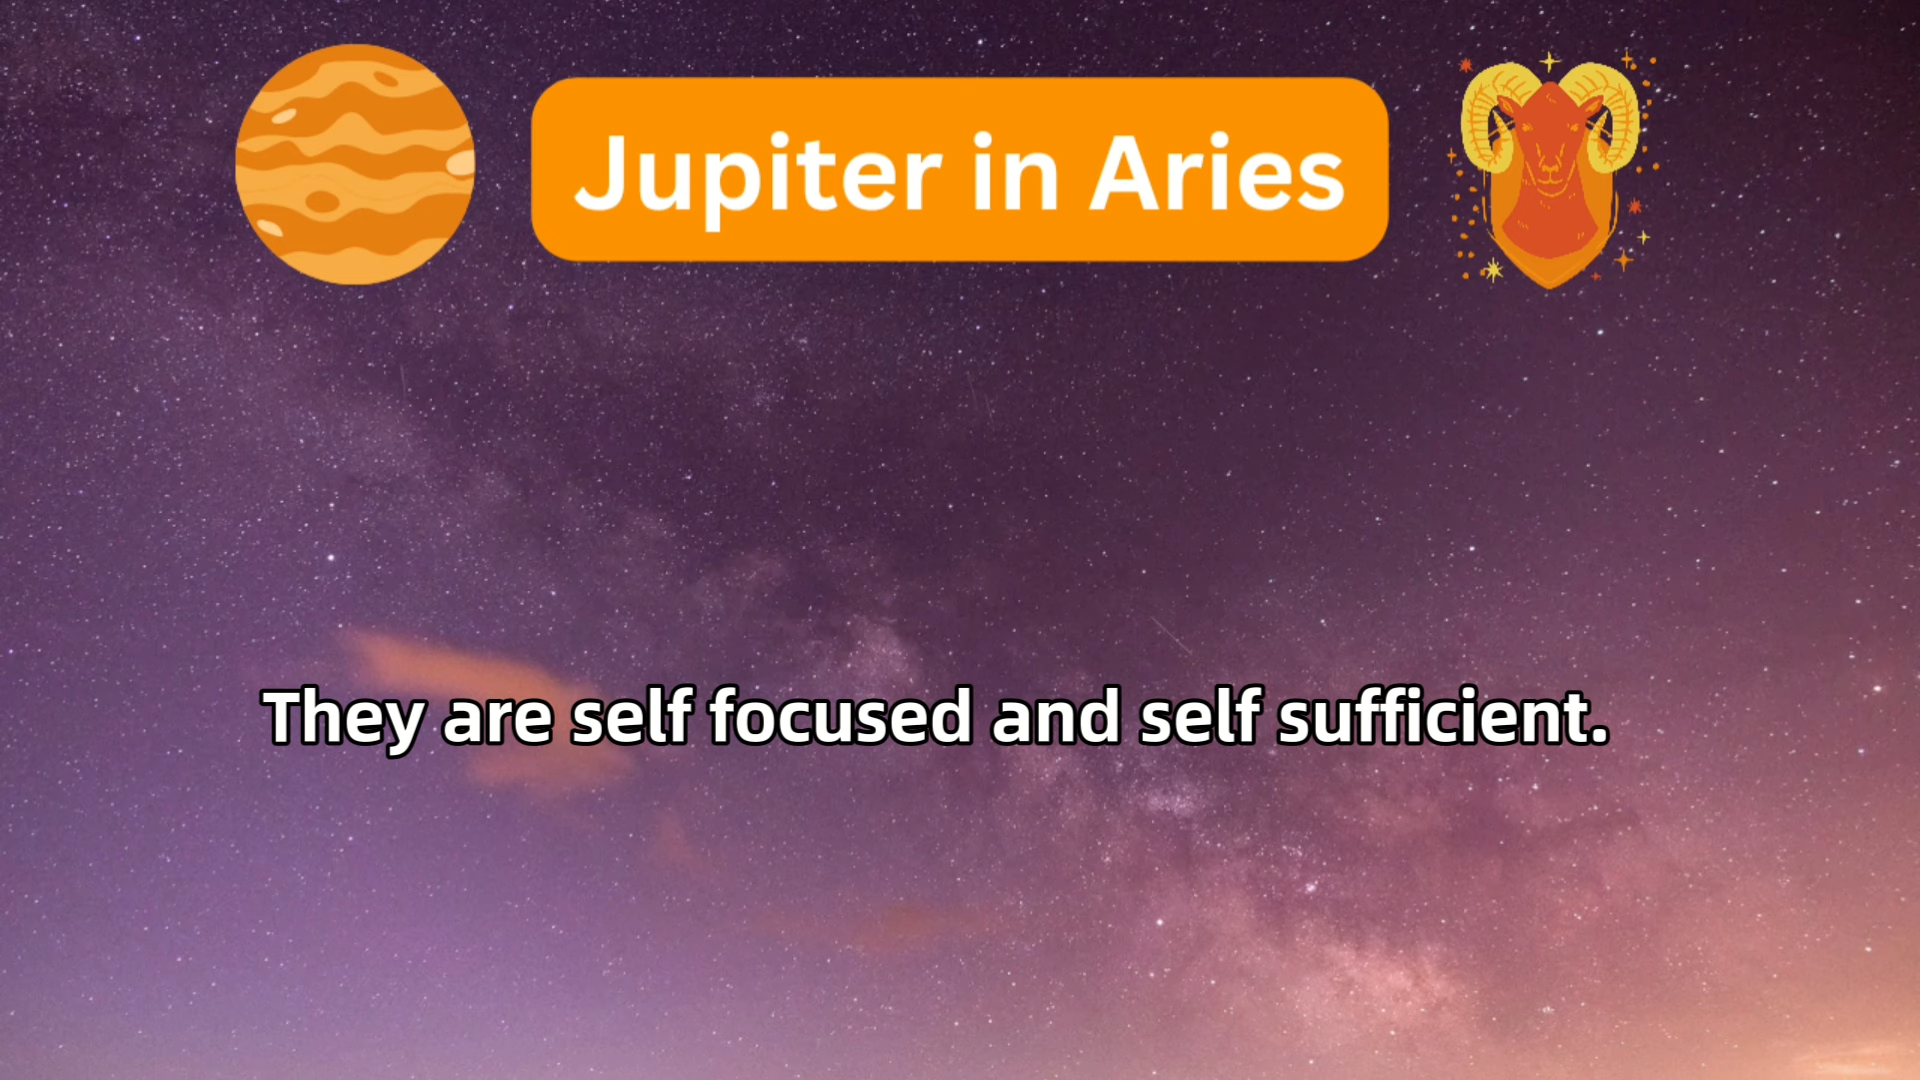 Jupiter in Aries
They are self focused and self sufficient.